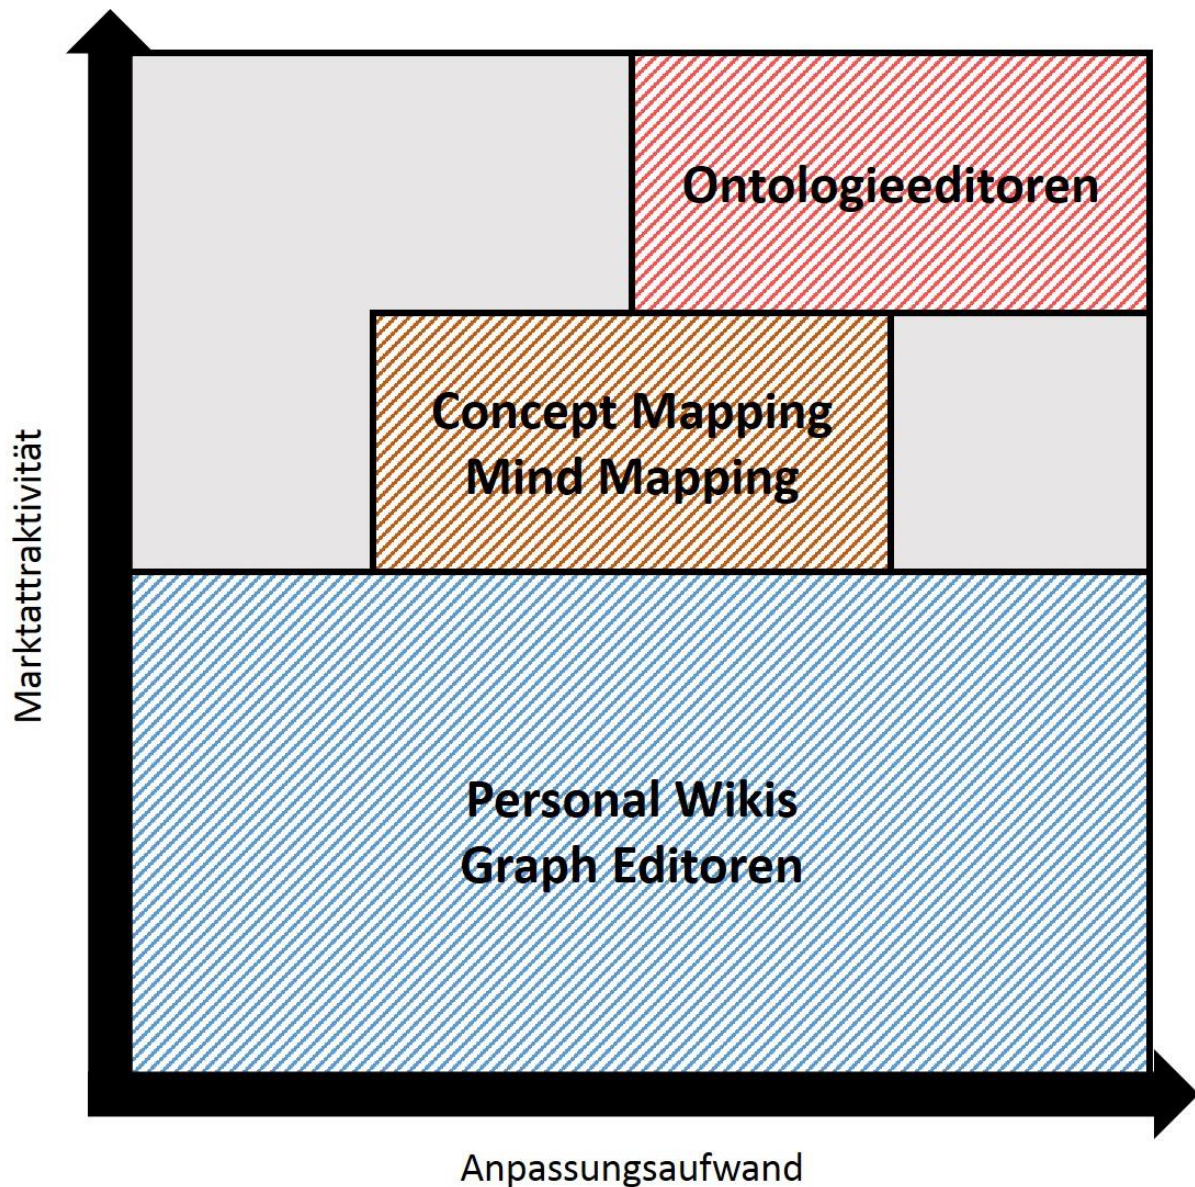 Ontologieeditoren
Concept Mapping
Mind Mapping
Personal Wikis
Graph Editoren
Marktattraktivität
Anpassungsaufwand